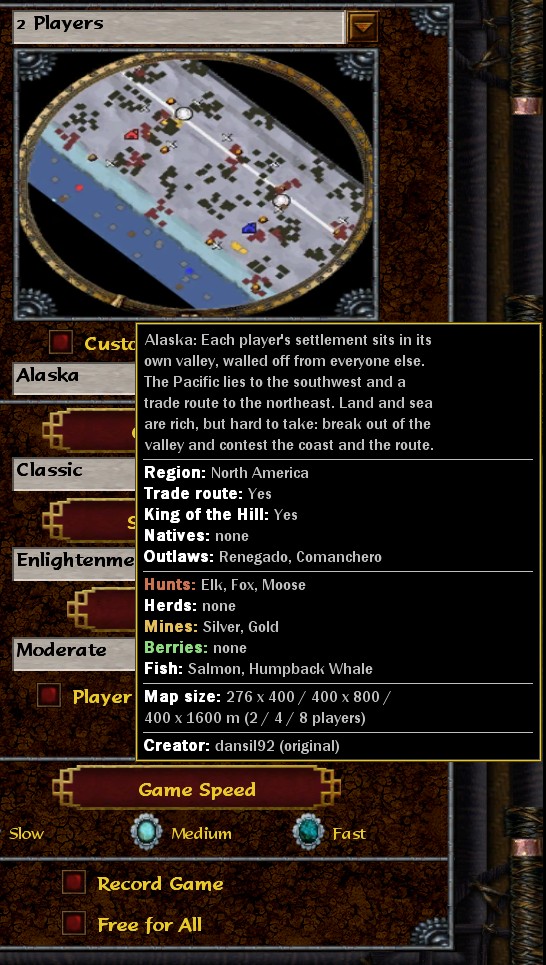 2 Players
Custo
Alaska: Each player's settlement sits in its
own valley, walled off from everyone else.
The Pacific lies to the southwest and a
trade route to the northeast. Land and sea
are rich, but hard to take: break out of the
valley and contest the coast and the route.
Region: North America
Trade route: Yes
King of the Hill: Yes
Natives: none
Outlaws: Renegado, Comanchero
Hunts: Elk, Fox, Moose
Herds: none
Mines: Silver, Gold
Berries: none
Fish: Salmon, Humpback Whale
Map size: 276 x 400 / 400 x 800 /
400 x 1600 m (2 / 4 / 8 players)
Creator: dansil92 (original)
Alaska
Classic
S
Enlightenme
Moderate
Player
Game Speed
Slow
Medium
Fast
Record Game
Free for All